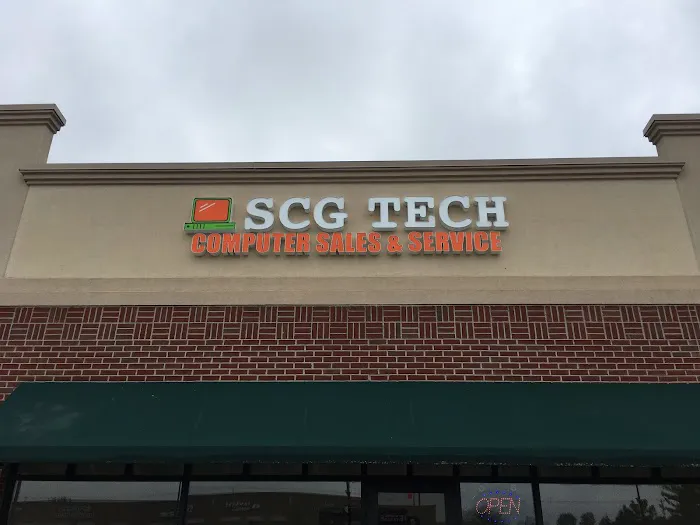 SCG TECH
COMPUTER SALES & SERVICE
OPEN